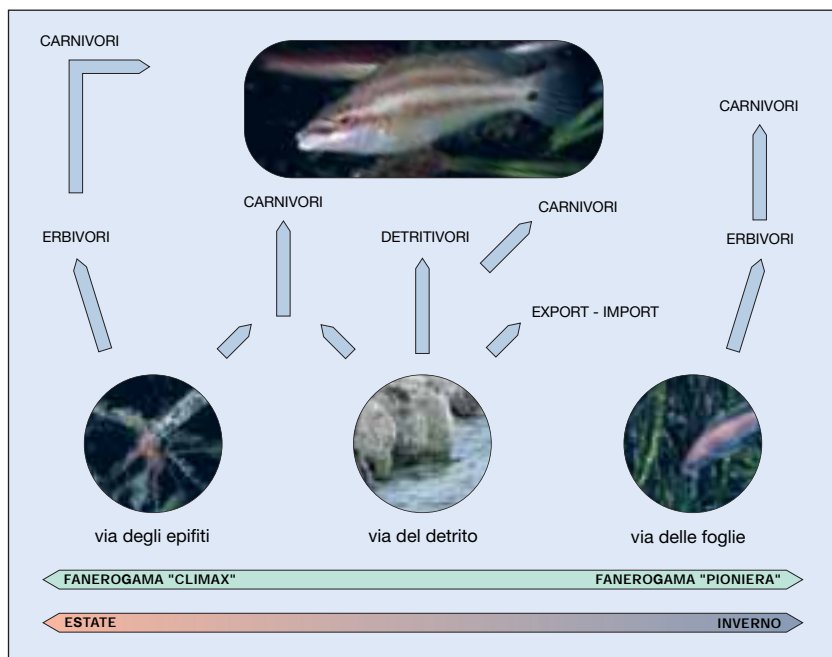 CARNIVORI
CARNIVORI
CARNIVORI
CARNIVORI
ERBIVORI
DETRITIVORI
ERBIVORI
EXPORT - IMPORT
via degli epifiti
via del detrito
via delle foglie
FANEROGAMA "CLIMAX"
FANEROGAMA "PIONIERA"
ESTATE
INVERNO